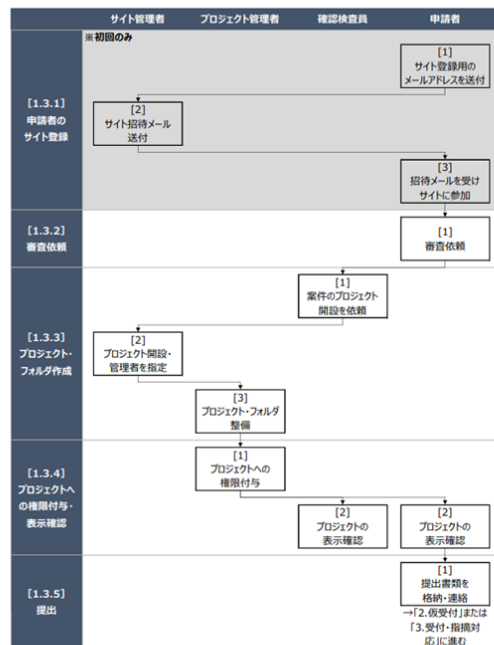 サイト管理者 プロジェクト管理者 確認検査員 申請者
※初回のみ
[1.3.1]
申請者の
サイト登録
[1]
サイト登録用の
メールアドレスを送付
[2]
サイト招待メール
送付
[3]
招待メールを受け
サイトに参加
[1.3.2]
審査依頼
[1]
審査依頼
[1.3.3]
プロジェクト・
フォルダ作成
[1]
案件のプロジェクト
開設を依頼
[2]
プロジェクト開設・
管理者を指定
[3]
プロジェクト・フォルダ
整備
[1.3.4]
プロジェクトへ
の権限付与・
表示確認
[1]
プロジェクトへの
権限付与
[2]
プロジェクトの
表示確認
[2]
プロジェクトの
表示確認
[1.3.5]
提出
[1]
提出書類を
格納・連絡
→「2.仮受付」または
「3.受付・指摘対
応」に進む